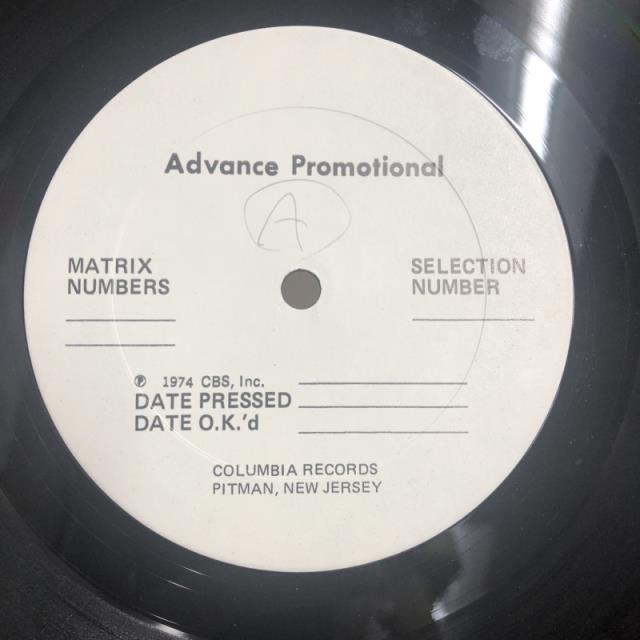 Advance Promotional
A
MATRIX NUMBERS
SELECTION NUMBER
℗ 1974 CBS, Inc.
DATE PRESSED
DATE O.K.'d
COLUMBIA RECORDS
PITMAN, NEW JERSEY